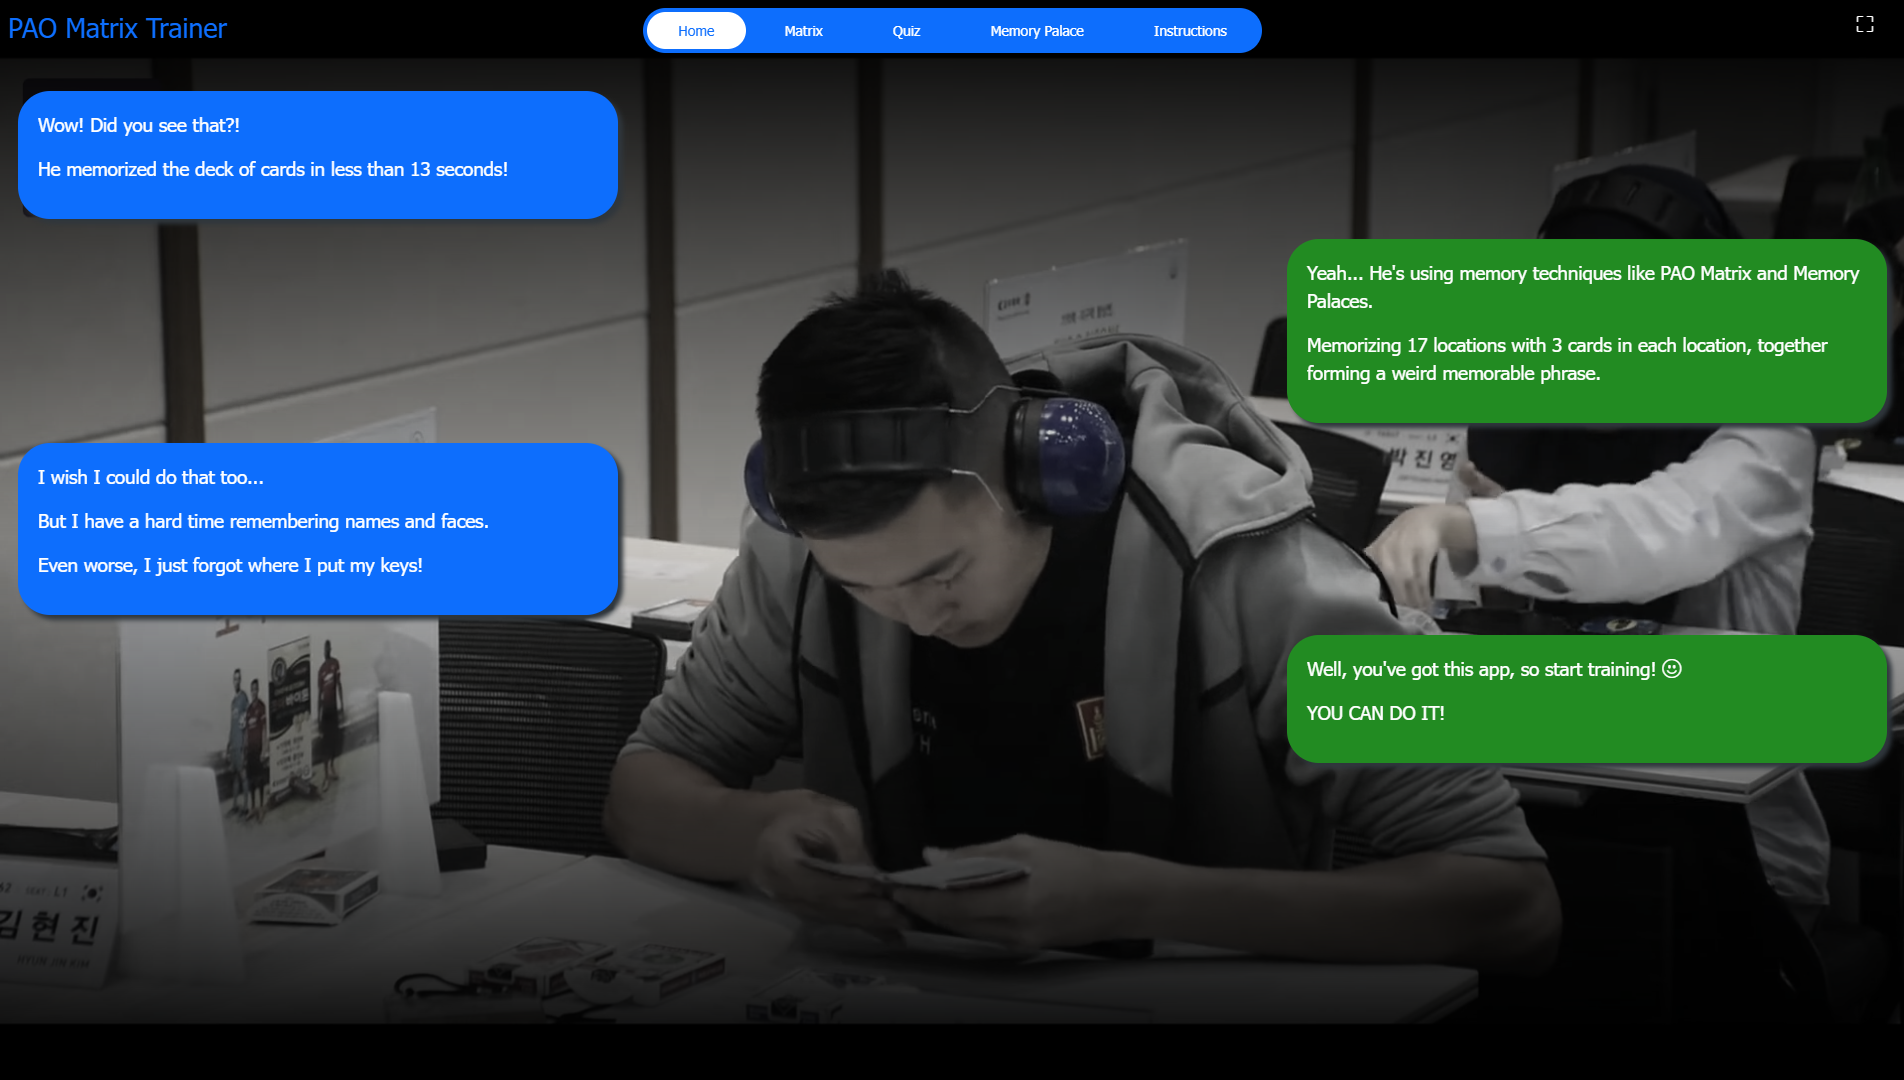 PAO Matrix Trainer
Home
Matrix
Quiz
Memory Palace
Instructions
Wow! Did you see that?!
He memorized the deck of cards in less than 13 seconds!
Yeah... He's using memory techniques like PAO Matrix and Memory
Palaces.
Memorizing 17 locations with 3 cards in each location, together
forming a weird memorable phrase.
박진영
I wish I could do that too...
But I have a hard time remembering names and faces.
Even worse, I just forgot where I put my keys!
Well, you've got this app, so start training! ☺
YOU CAN DO IT!
김현진
HYUN JIN KIM